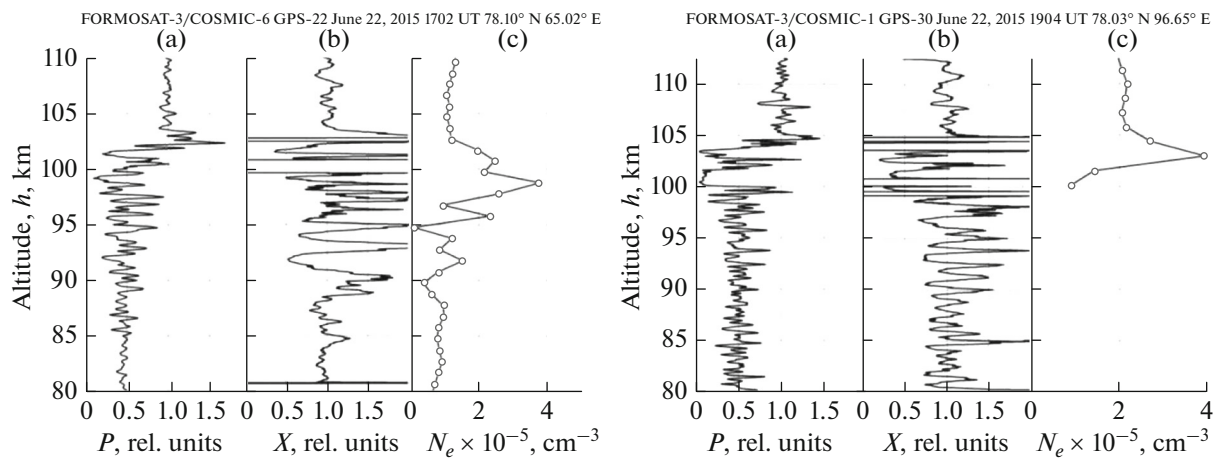 FORMOSAT-3/COSMIC-6 GPS-22 June 22, 2015 1702 UT 78.10° N 65.02° E
(a) (b) (c)
110
105
100
95
90
85
80
Altitude, h, km
0 0.5 1.0 1.5 0 0.5 1.0 1.5 0 2 4
P, rel. units X, rel. units Nₑ × 10⁻⁵, cm⁻³
FORMOSAT-3/COSMIC-1 GPS-30 June 22, 2015 1904 UT 78.03° N 96.65° E
(a) (b) (c)
110
105
100
95
90
85
80
Altitude, h, km
0 0.5 1.0 1.5 0 0.5 1.0 1.5 0 2 4
P, rel. units X, rel. units Nₑ × 10⁻⁵, cm⁻³